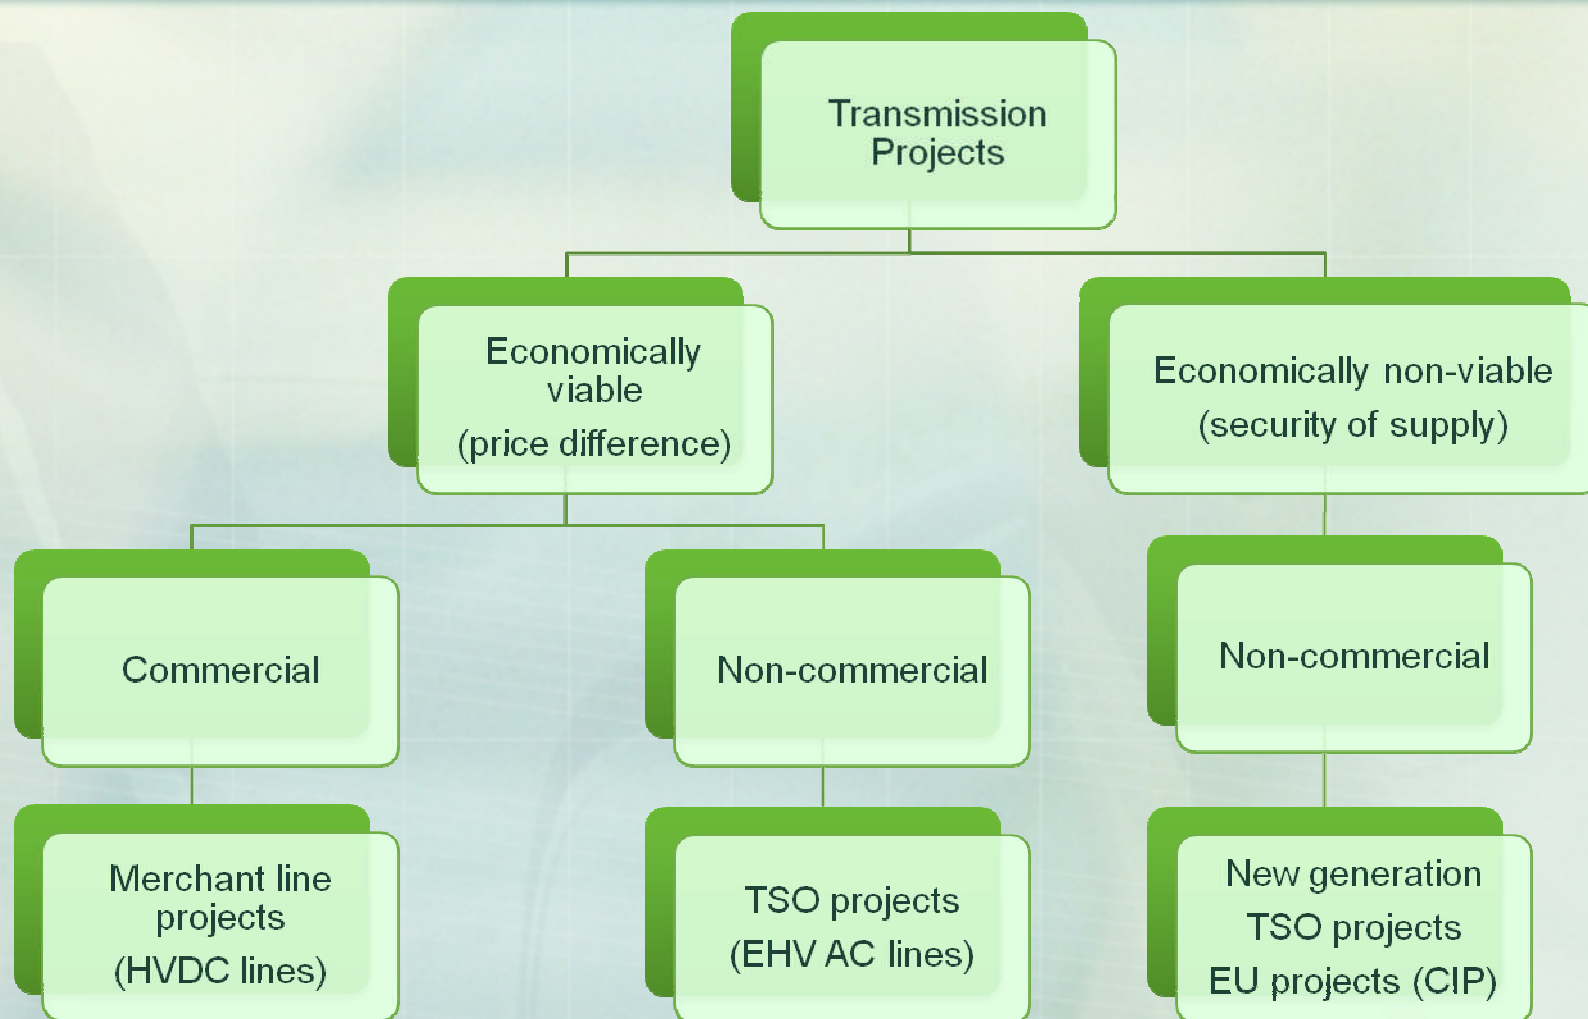 Transmission
Projects
Economically
viable
(price difference)
Economically non-viable
(security of supply)
Commercial
Non-commercial
Non-commercial
Merchant line
projects
(HVDC lines)
TSO projects
(EHV AC lines)
New generation
TSO projects
EU projects (CIP)